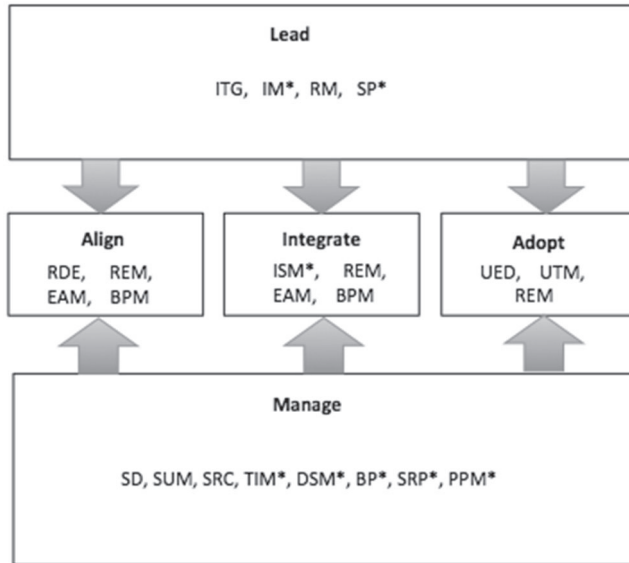 Lead
ITG, IM*, RM, SP*
Align
RDE, REM,
EAM, BPM
Integrate
ISM*, REM,
EAM, BPM
Adopt
UED, UTM,
REM
Manage
SD, SUM, SRC, TIM*, DSM*, BP*, SRP*, PPM*